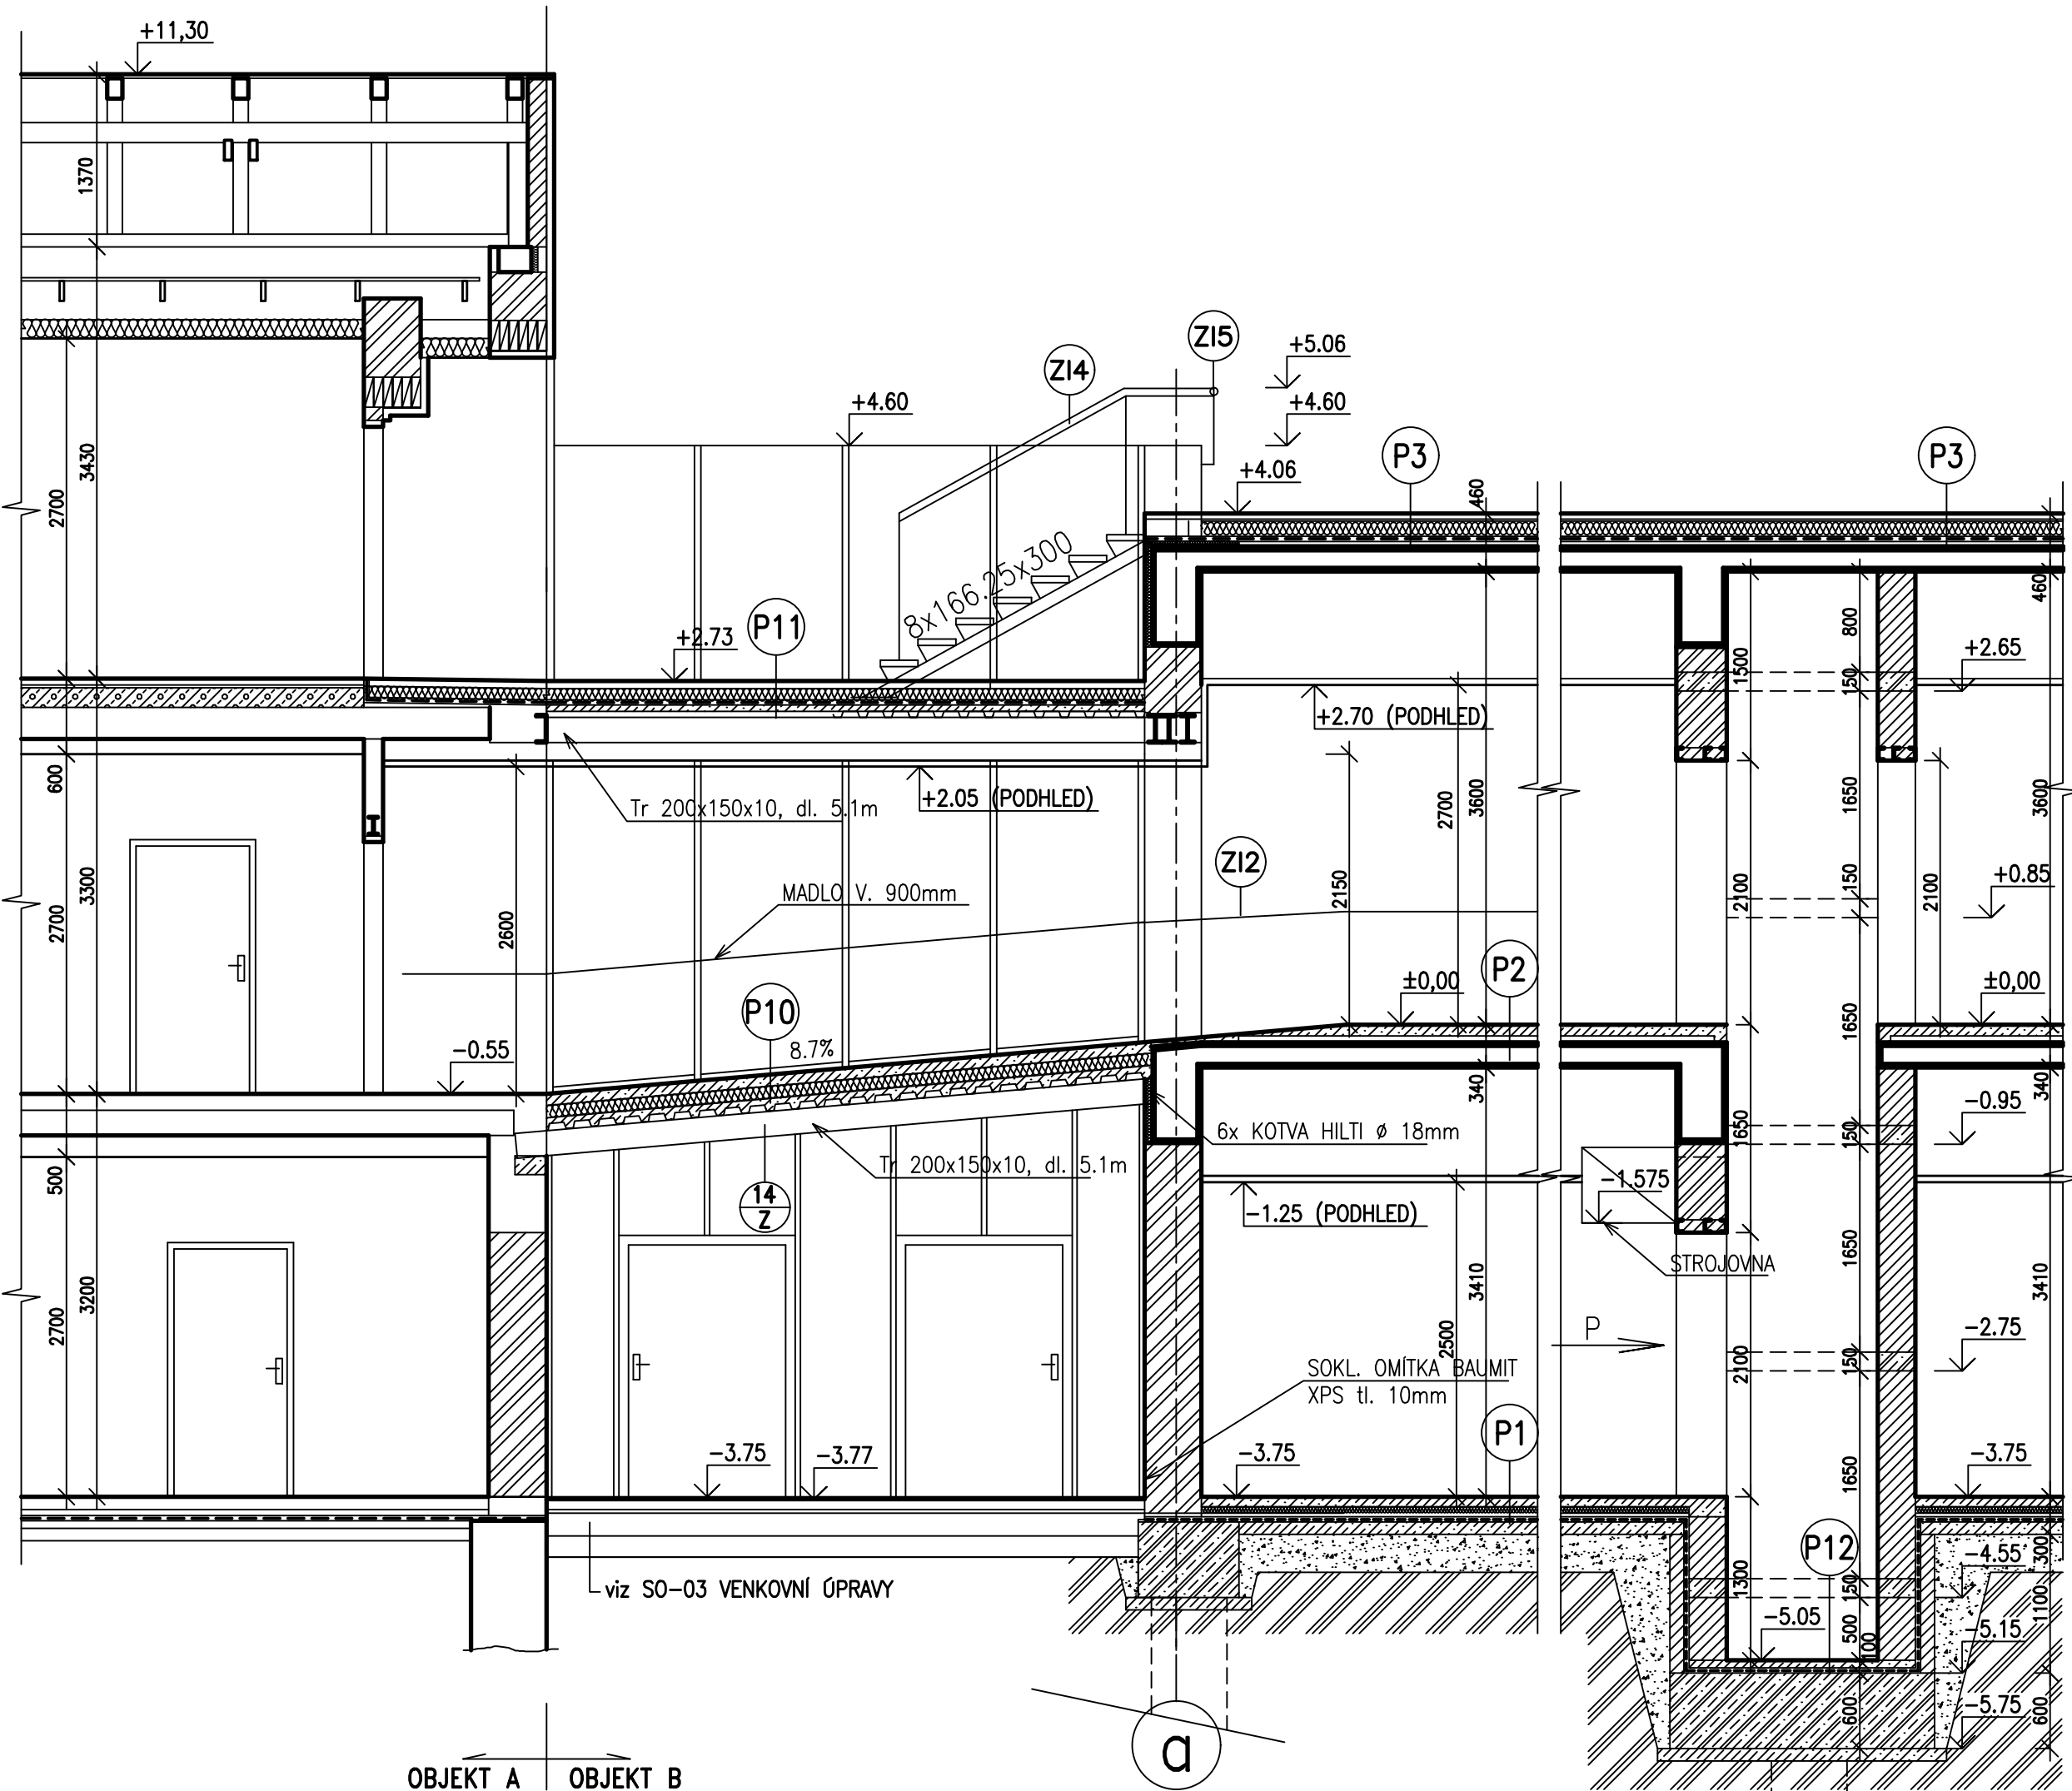 +11,30
1370
3430
2700
Z15
Z14
+5.06
+4.60
+4.60
+4.06
P3
P3
460
460
8x166.25x300
P11
+2.73
800
150
1500
+2.65
+2.70 (PODHLED)
600
+2.05 (PODHLED)
Tr 200x150x10, dl. 5.1m
2700
3600
1650
3600
2150
Z12
MADLO V. 900mm
3300
2700
2600
2100
150
2100
+0.85
P2
±0,00
±0,00
P10
8.7%
-0.55
1650
340
340
-0.95
1650
150
6x KOTVA HILTI ø 18mm
Tr 200x150x10, dl. 5.1m
500
14
Z
-1.25 (PODHLED)
-1.575
STROJOVNA
1650
3410
3410
3200
2700
2500
P
-2.75
2100
150
SOKL. OMÍTKA BAUMIT
XPS tl. 10mm
P1
-3.75
-3.77
-3.75
1650
-3.75
P12
300
-4.55
viz SO-03 VENKOVNÍ ÚPRAVY
1300
150
1100
-5.05
500
100
-5.15
-5.75
600
600
a
OBJEKT A
OBJEKT B